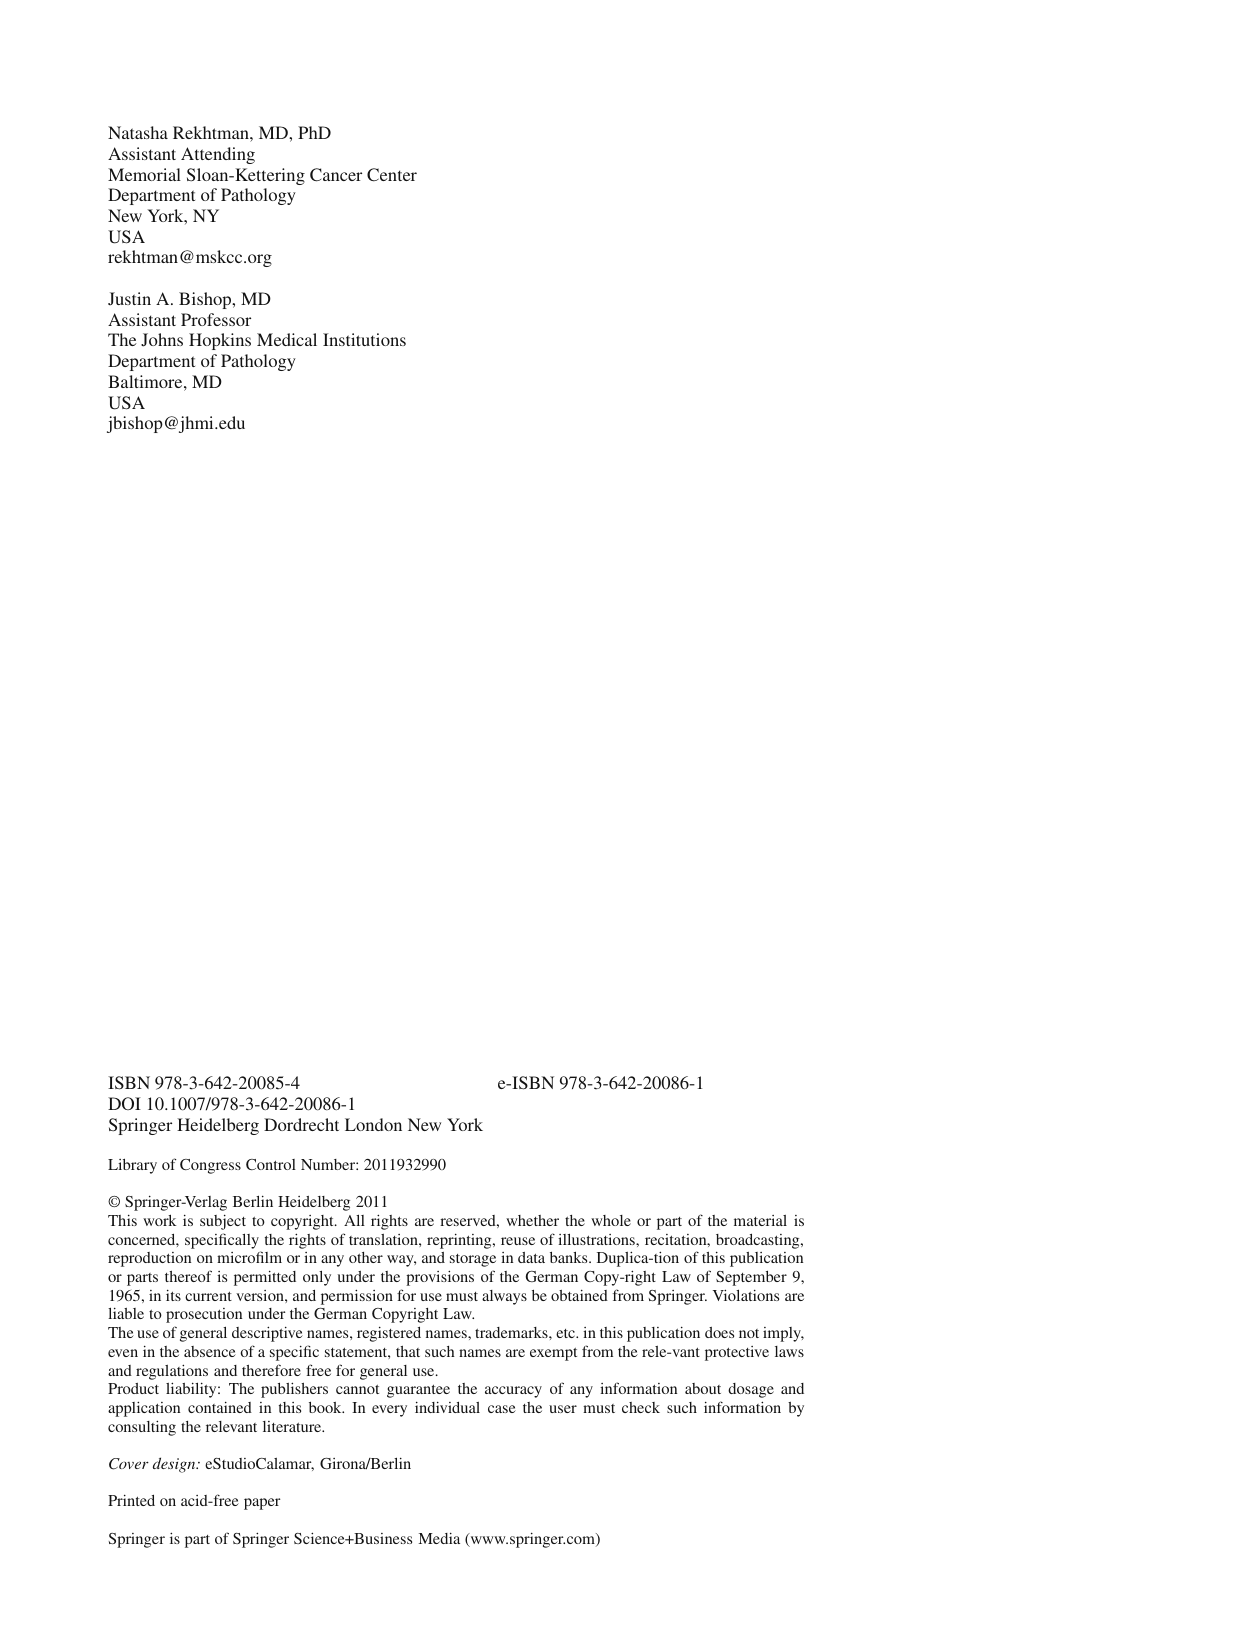 Natasha Rekhtman, MD, PhD
Assistant Attending
Memorial Sloan-Kettering Cancer Center
Department of Pathology
New York, NY
USA
rekhtman@mskcc.org
Justin A. Bishop, MD
Assistant Professor
The Johns Hopkins Medical Institutions
Department of Pathology
Baltimore, MD
USA
jbishop@jhmi.edu
ISBN 978-3-642-20085-4 e-ISBN 978-3-642-20086-1
DOI 10.1007/978-3-642-20086-1
Springer Heidelberg Dordrecht London New York
Library of Congress Control Number: 2011932990
© Springer-Verlag Berlin Heidelberg 2011
This work is subject to copyright. All rights are reserved, whether the whole or part of the material is
concerned, specifically the rights of translation, reprinting, reuse of illustrations, recitation, broadcasting,
reproduction on microfilm or in any other way, and storage in data banks. Duplica-tion of this publication
or parts thereof is permitted only under the provisions of the German Copy-right Law of September 9,
1965, in its current version, and permission for use must always be obtained from Springer. Violations are
liable to prosecution under the German Copyright Law.
The use of general descriptive names, registered names, trademarks, etc. in this publication does not imply,
even in the absence of a specific statement, that such names are exempt from the rele-vant protective laws
and regulations and therefore free for general use.
Product liability: The publishers cannot guarantee the accuracy of any information about dosage and
application contained in this book. In every individual case the user must check such information by
consulting the relevant literature.
Cover design: eStudioCalamar, Girona/Berlin
Printed on acid-free paper
Springer is part of Springer Science+Business Media (www.springer.com)